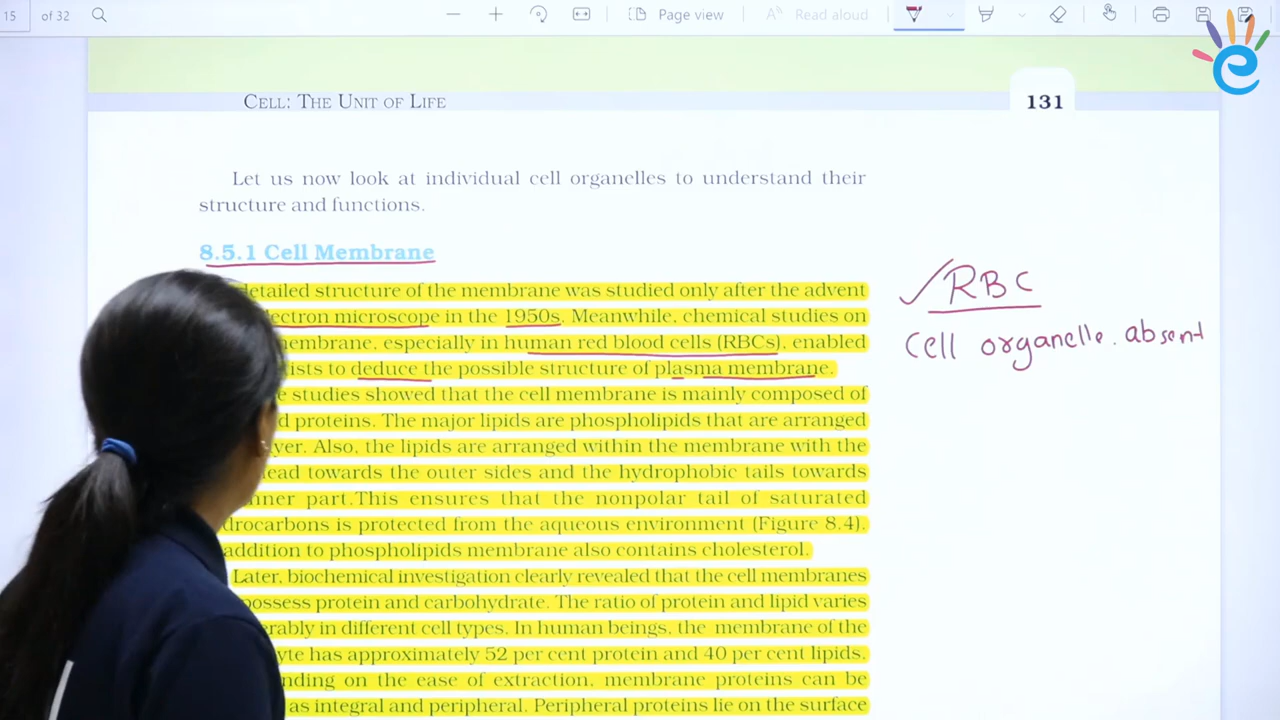 15 of 32 Page view Read aloud
CELL: THE UNIT OF LIFE 131
Let us now look at individual cell organelles to understand their
structure and functions.
8.5.1 Cell Membrane
detailed structure of the membrane was studied only after the advent
ectron microscope in the 1950s. Meanwhile, chemical studies on
embrane, especially in human red blood cells (RBCs), enabled
ists to deduce the possible structure of plasma membrane.
e studies showed that the cell membrane is mainly composed of
d proteins. The major lipids are phospholipids that are arranged
yer. Also, the lipids are arranged within the membrane with the
ead towards the outer sides and the hydrophobic tails towards
nner part.This ensures that the nonpolar tail of saturated
drocarbons is protected from the aqueous environment (Figure 8.4).
addition to phospholipids membrane also contains cholesterol.
Later, biochemical investigation clearly revealed that the cell membranes
possess protein and carbohydrate. The ratio of protein and lipid varies
erably in different cell types. In human beings, the membrane of the
yte has approximately 52 per cent protein and 40 per cent lipids.
nding on the ease of extraction, membrane proteins can be
as integral and peripheral. Peripheral proteins lie on the surface
RBC
Cell organelle. absent
e